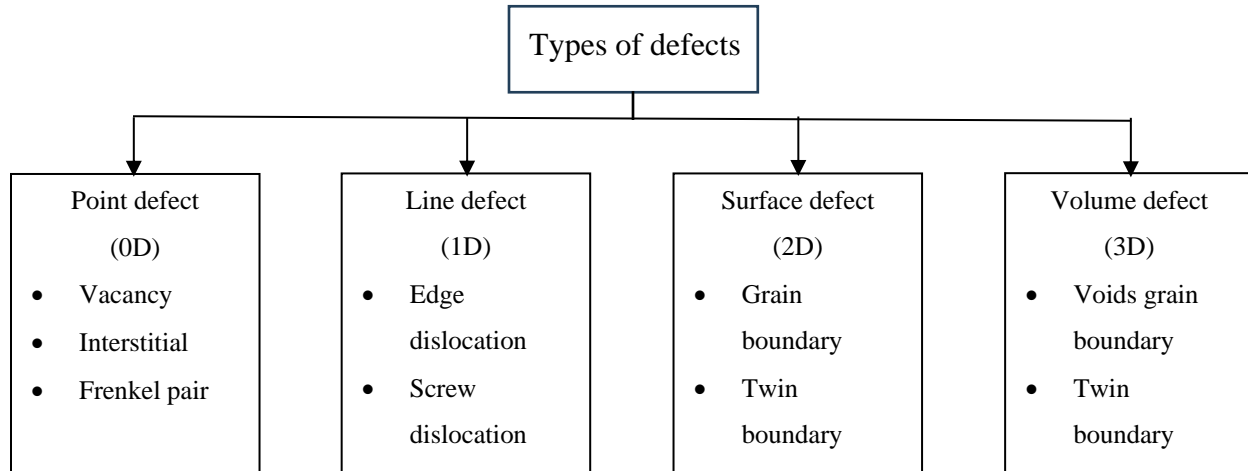 Types of defects
Point defect
(0D)
• Vacancy
• Interstitial
• Frenkel pair
Line defect
(1D)
• Edge
dislocation
• Screw
dislocation
Surface defect
(2D)
• Grain
boundary
• Twin
boundary
Volume defect
(3D)
• Voids grain
boundary
• Twin
boundary